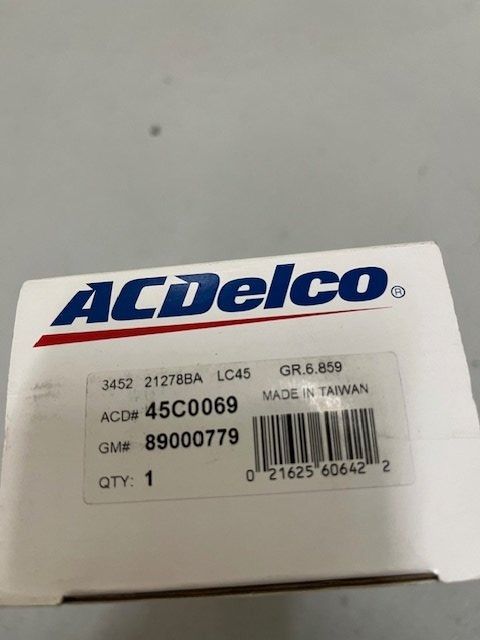 ACDelco®
3452 21278BA LC45 GR.6.859
MADE IN TAIWAN
ACD# 45C0069
GM# 89000779
QTY: 1
0 21625 60642 2